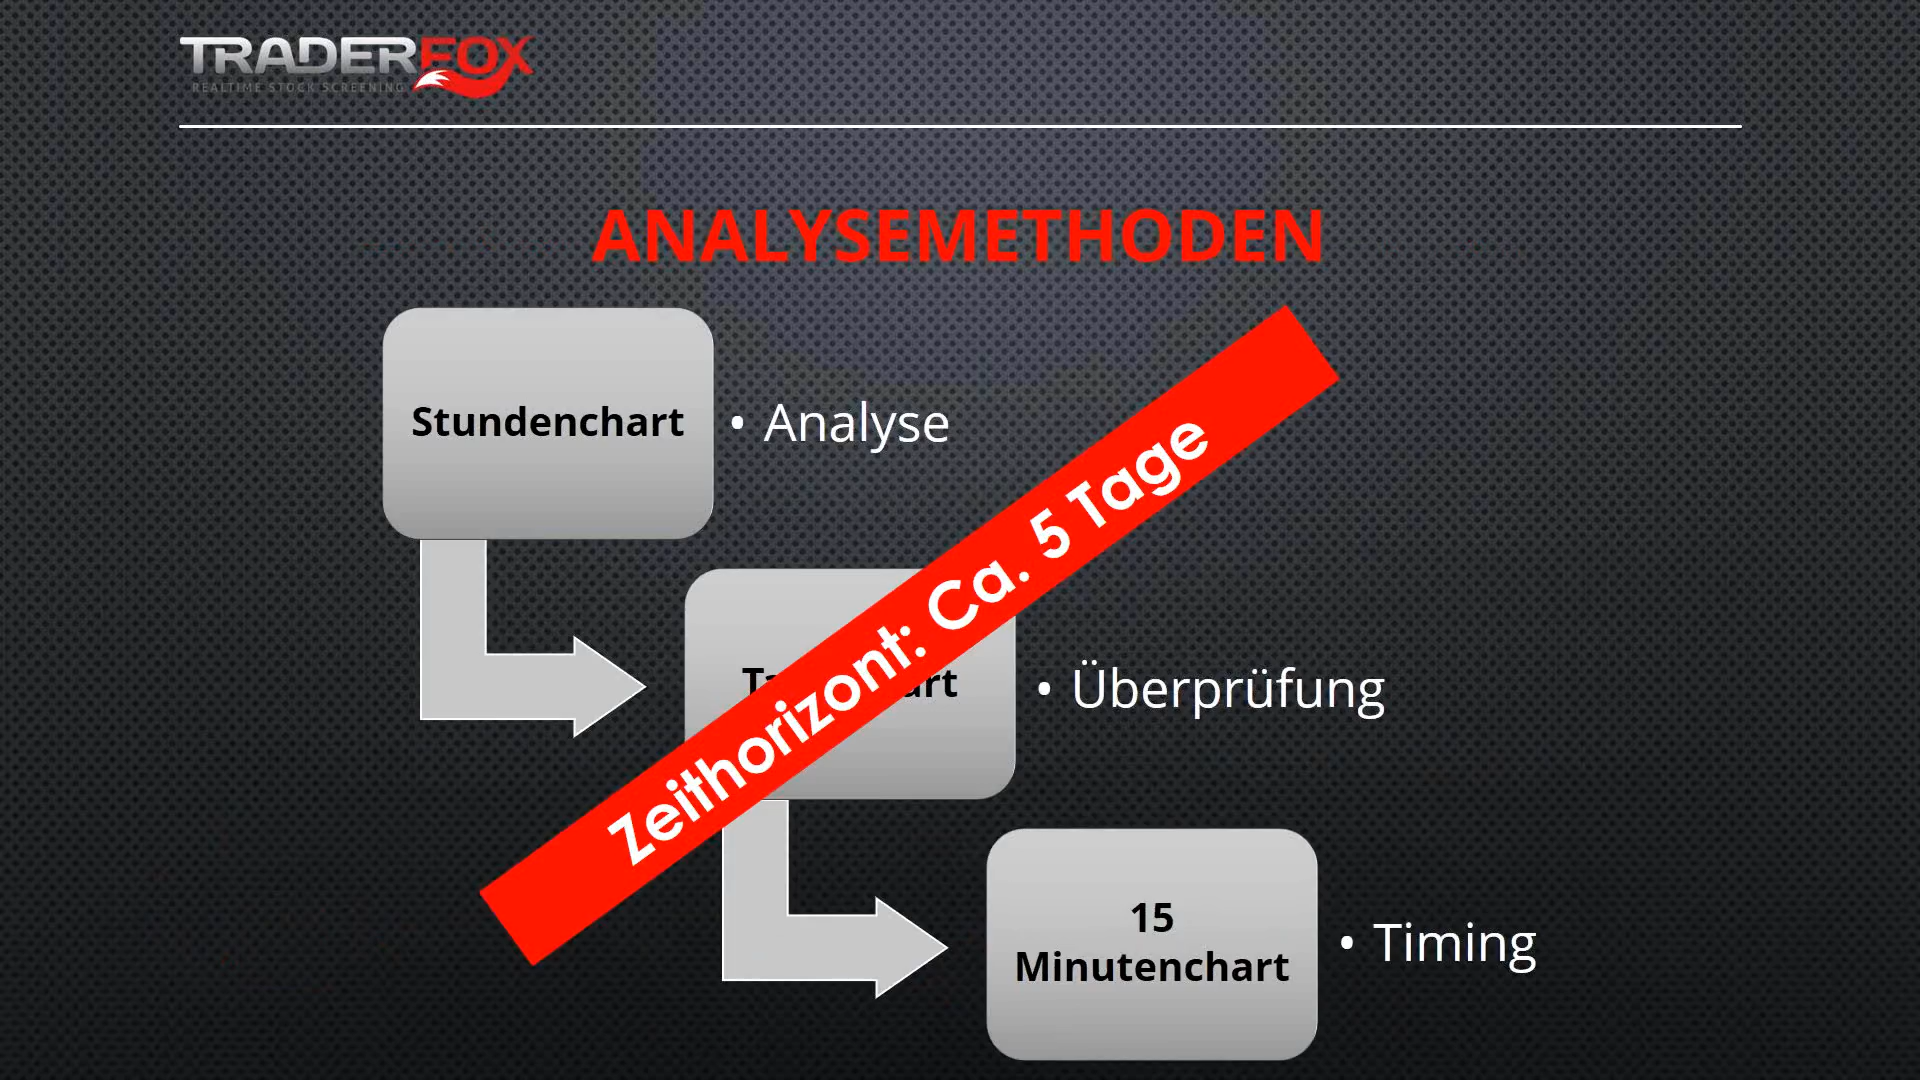 TRADERFOX
REALTIME STOCK SCREENING
ANALYSEMETHODEN
Stundenchart
• Analyse
Zeithorizont: Ca. 5 Tage
• Überprüfung
15
Minutenchart
• Timing